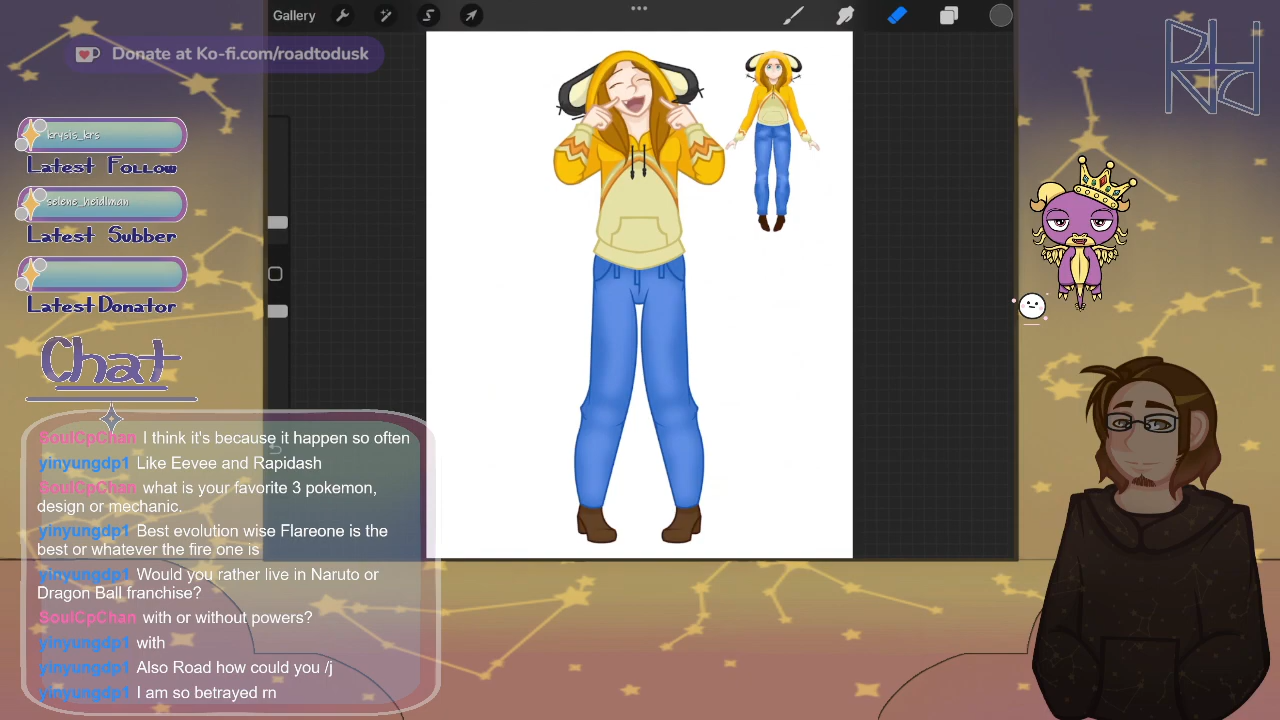 Gallery
Donate at Ko-fi.com/roadtodusk
krysis_krs
Latest Follow
selene_heidlman
Latest Subber
Latest Donator
Chat
SoulCpChan I think it's because it happen so often
yinyungdp1 Like Eevee and Rapidash
SoulCpChan what is your favorite 3 pokemon,
design or mechanic.
yinyungdp1 Best evolution wise Flareone is the
best or whatever the fire one is
yinyungdp1 Would you rather live in Naruto or
Dragon Ball franchise?
SoulCpChan with or without powers?
yinyungdp1 with
yinyungdp1 Also Road how could you /j
yinyungdp1 I am so betrayed rn